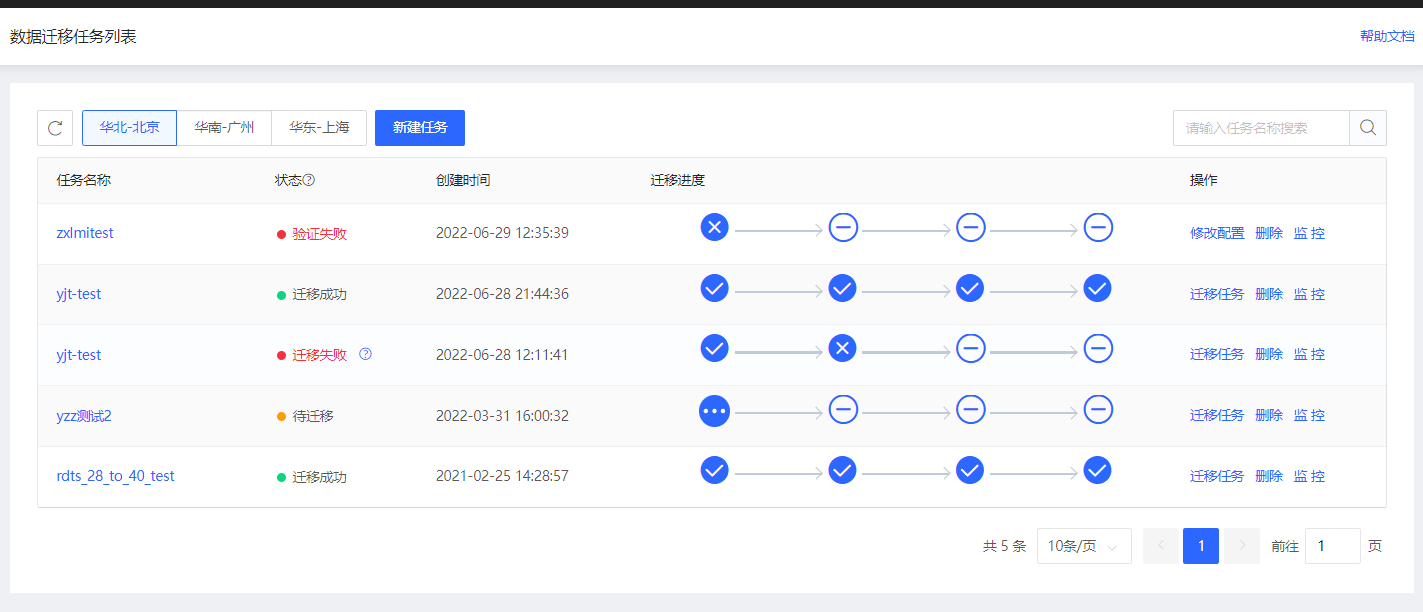 数据迁移任务列表 帮助文档
华北-北京 华南-广州 华东-上海 新建任务 请输入任务名称搜索
任务名称 状态 创建时间 迁移进度 操作
zxlmitest 验证失败 2022-06-29 12:35:39 修改配置 删除 监 控
yjt-test 迁移成功 2022-06-28 21:44:36 迁移任务 删除 监 控
yjt-test 迁移失败 2022-06-28 12:11:41 迁移任务 删除 监 控
yzz测试2 待迁移 2022-03-31 16:00:32 迁移任务 删除 监 控
rdts_28_to_40_test 迁移成功 2021-02-25 14:28:57 迁移任务 删除 监 控
共 5 条 10条/页 1 前往 1 页